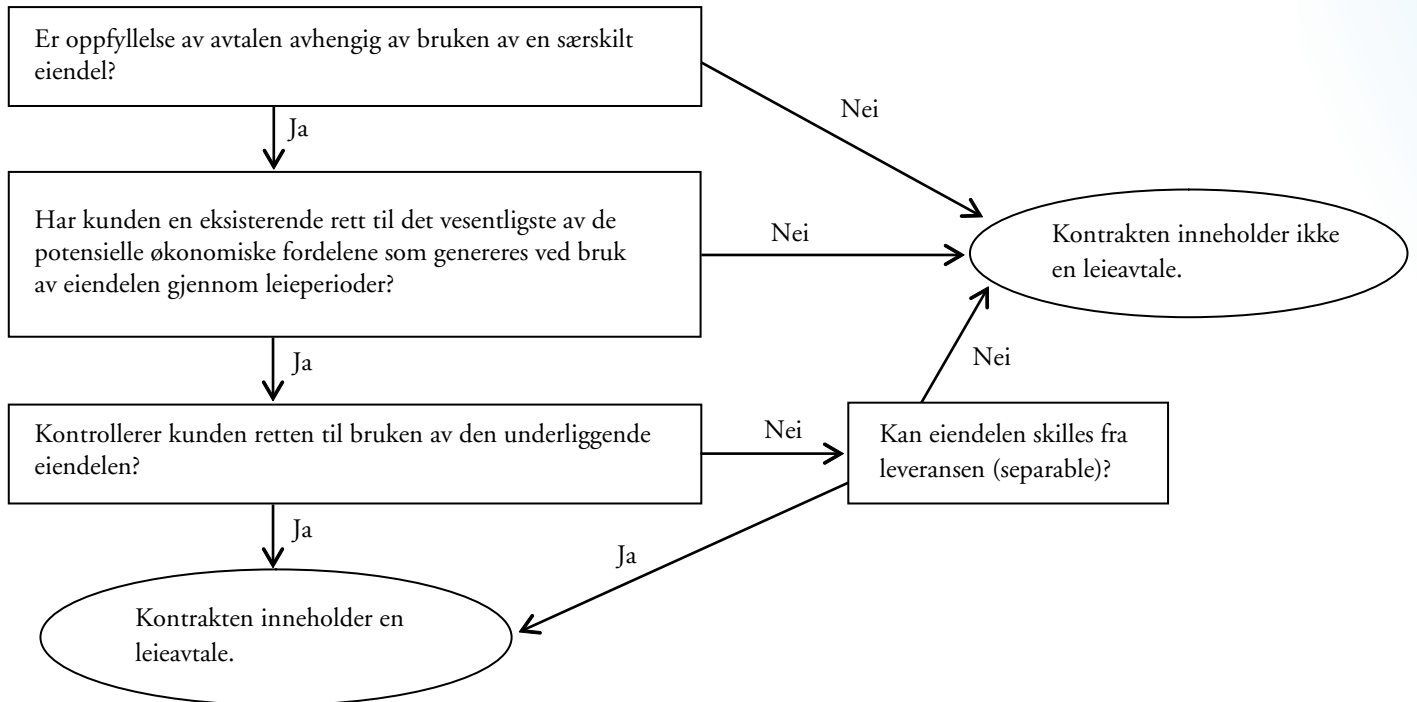 Er oppfyllelse av avtalen avhengig av bruken av en særskilt
eiendel?
Nei
Ja
Har kunden en eksisterende rett til det vesentligste av de
potensielle økonomiske fordelene som genereres ved bruk
av eiendelen gjennom leieperioder?
Nei
Kontrakten inneholder ikke
en leieavtale.
Ja
Nei
Kontrollerer kunden retten til bruken av den underliggende
eiendelen?
Nei
Kan eiendelen skilles fra
leveransen (separable)?
Ja
Ja
Kontrakten inneholder en
leieavtale.